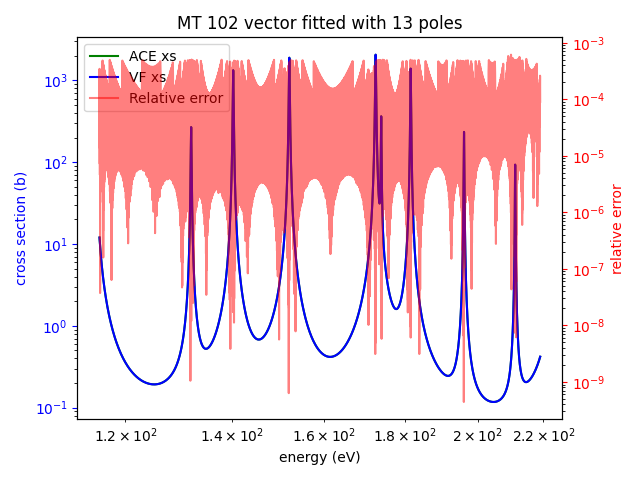 MT 102 vector fitted with 13 poles
ACE xs
VF xs
Relative error
cross section (b)
10³
10²
10¹
10⁰
10⁻¹
10⁻³
10⁻⁴
10⁻⁵
10⁻⁶
10⁻⁷
10⁻⁸
10⁻⁹
relative error
1.2 × 10² 1.4 × 10² 1.6 × 10² 1.8 × 10² 2 × 10² 2.2 × 10²
energy (eV)